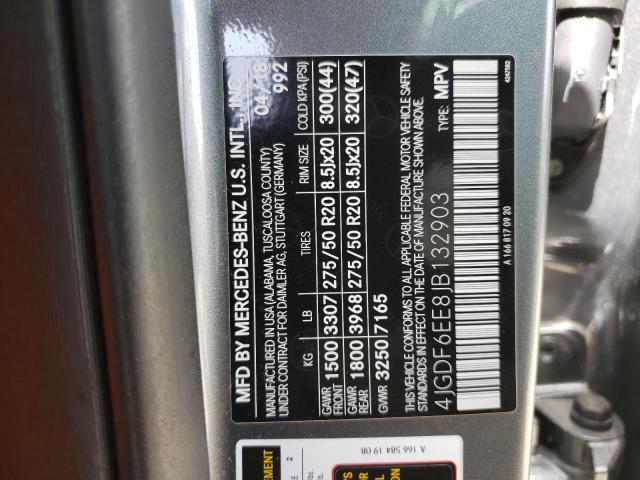 MFD BY MERCEDES-BENZ U.S. INTL., INC.
MANUFACTURED IN USA (ALABAMA, TUSCALOOSA COUNTY) 04/18
UNDER CONTRACT FOR DAIMLER AG, STUTTGART (GERMANY) 992
KG LB TIRES RIM SIZE COLD KPA (PSI)
GAWR FRONT 1500 3307 275/50 R20 8.5Jx20 300(44)
GAWR REAR 1800 3968 275/50 R20 8.5Jx20 320(47)
GVWR 3250 7165
THIS VEHICLE CONFORMS TO ALL APPLICABLE FEDERAL MOTOR VEHICLE SAFETY
STANDARDS IN EFFECT ON THE DATE OF MANUFACTURE SHOWN ABOVE.
4JGDF6EE8JB132903 TYPE: MPV
A 166 817 09 20 4247582
A 166 584 19 08